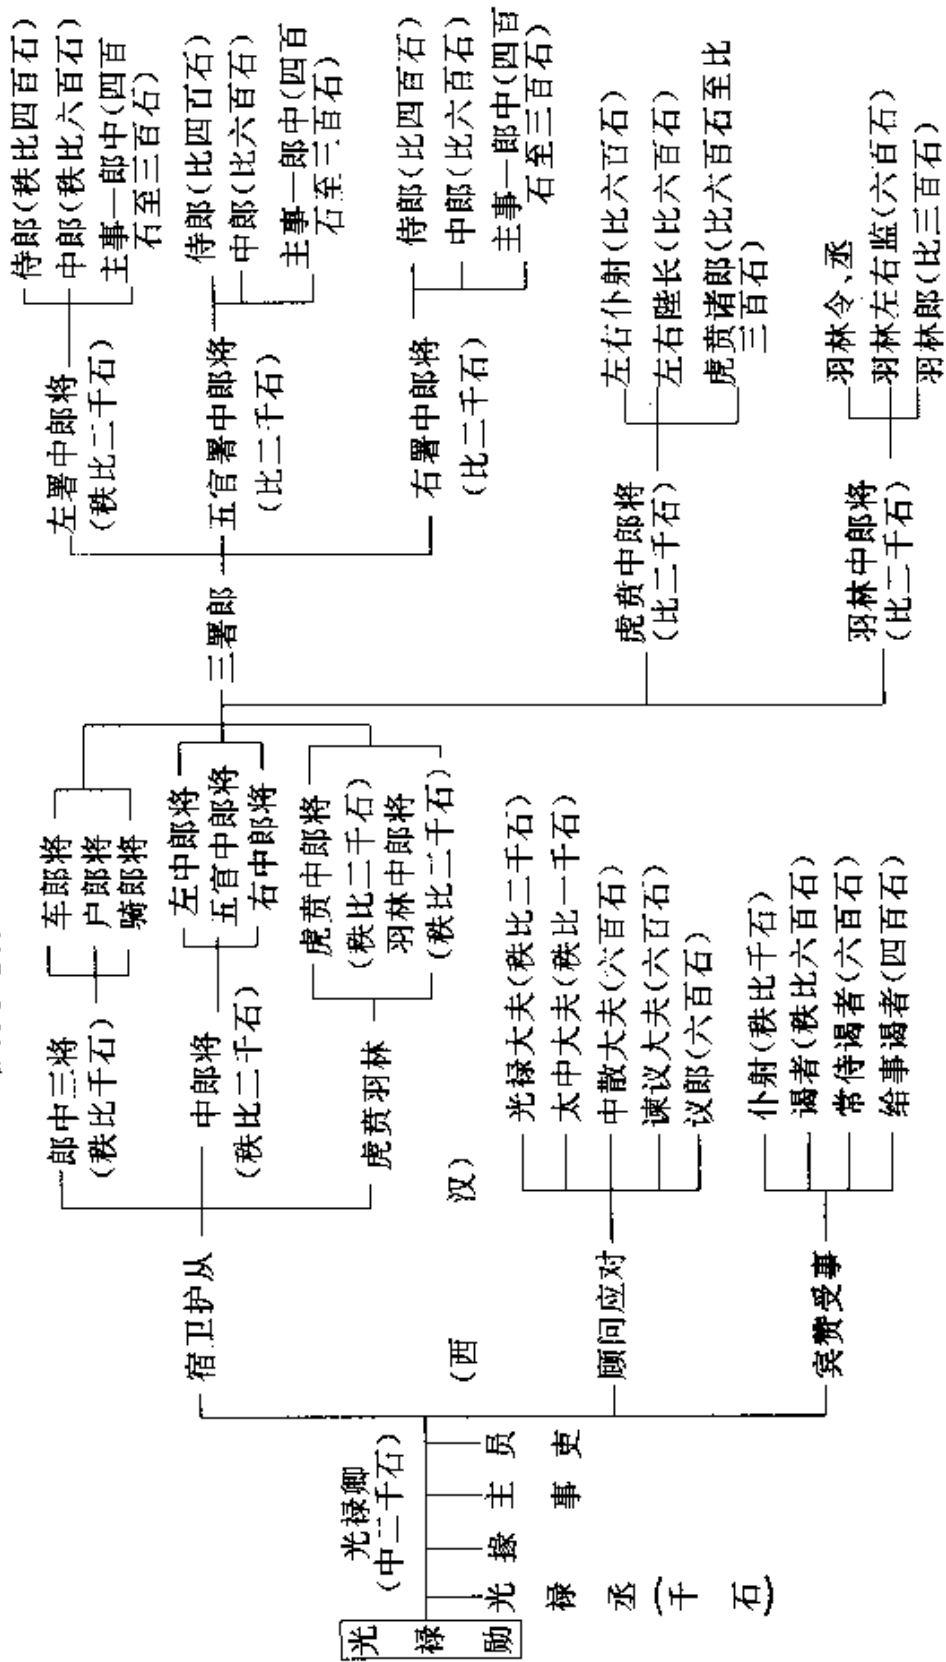 光禄勋
光禄卿
(中二千石)
光禄丞(千石)
掾
主事
员吏
宿卫护从
郎中三将
(秩比千石)
车郎将
户郎将
骑郎将
中郎将
(秩比二千石)
左中郎将
五官中郎将
右中郎将
虎贲羽林
虎贲中郎将
(秩比二千石)
羽林中郎将
(秩比二千石)
(西汉)
顾问应对
光禄大夫(秩比二千石)
太中大夫(秩比一千石)
中散大夫(六百石)
谏议大夫(六百石)
议郎(六百石)
宾赞受事
仆射(秩比千石)
谒者(秩比六百石)
常侍谒者(六百石)
给事谒者(四百石)
三署郎
左署中郎将
(秩比二千石)
侍郎(秩比四百石)
中郎(秩比六百石)
主事—郎中(四百
石至三百石)
五官署中郎将
(比二千石)
侍郎(比四百石)
中郎(比六百石)
主事—郎中(四百
石至三百石)
右署中郎将
(比二千石)
侍郎(比四百石)
中郎(比六百石)
主事—郎中(四百
石至三百石)
虎贲中郎将
(比二千石)
左右仆射(比六百石)
左右陛长(比六百石)
虎贲诸郎(比六百石至比
三百石)
羽林中郎将
(比二千石)
羽林令、丞
羽林左右监(六百石)
羽林郎(比三百石)